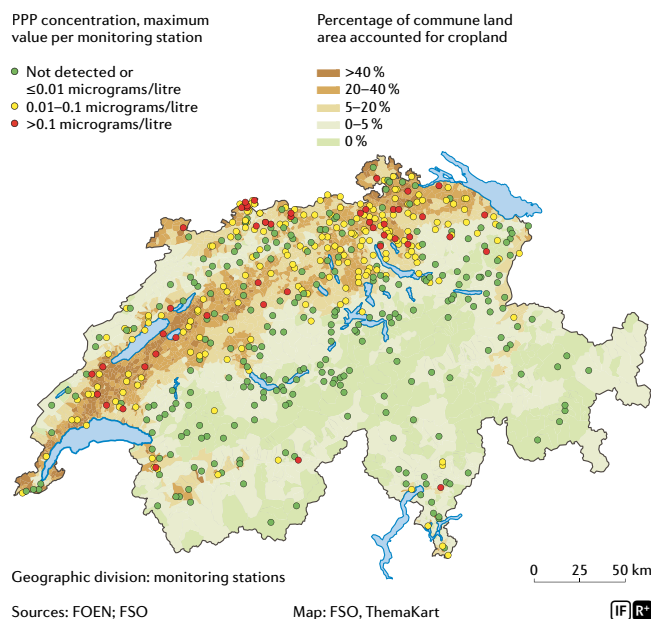 PPP concentration, maximum
value per monitoring station
Not detected or
≤0.01 micrograms/litre
0.01–0.1 micrograms/litre
>0.1 micrograms/litre
Percentage of commune land
area accounted for cropland
>40 %
20–40 %
5–20 %
0–5 %
0 %
Geographic division: monitoring stations
0 25 50 km
Sources: FOEN; FSO
Map: FSO, ThemaKart
IF R+